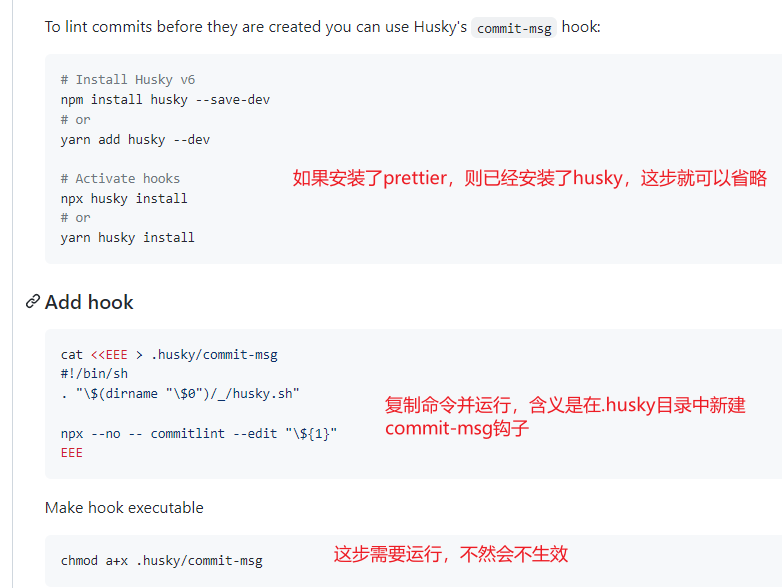 To lint commits before they are created you can use Husky's commit-msg hook:
# Install Husky v6
npm install husky --save-dev
# or
yarn add husky --dev
# Activate hooks
npx husky install
# or
yarn husky install
如果安装了prettier，则已经安装了husky，这步就可以省略
Add hook
cat <<EEE > .husky/commit-msg
#!/bin/sh
. "\$(dirname "\$0")/_/husky.sh"
npx --no -- commitlint --edit "\${1}"
EEE
复制命令并运行，含义是在.husky目录中新建
commit-msg钩子
Make hook executable
chmod a+x .husky/commit-msg
这步需要运行，不然会不生效